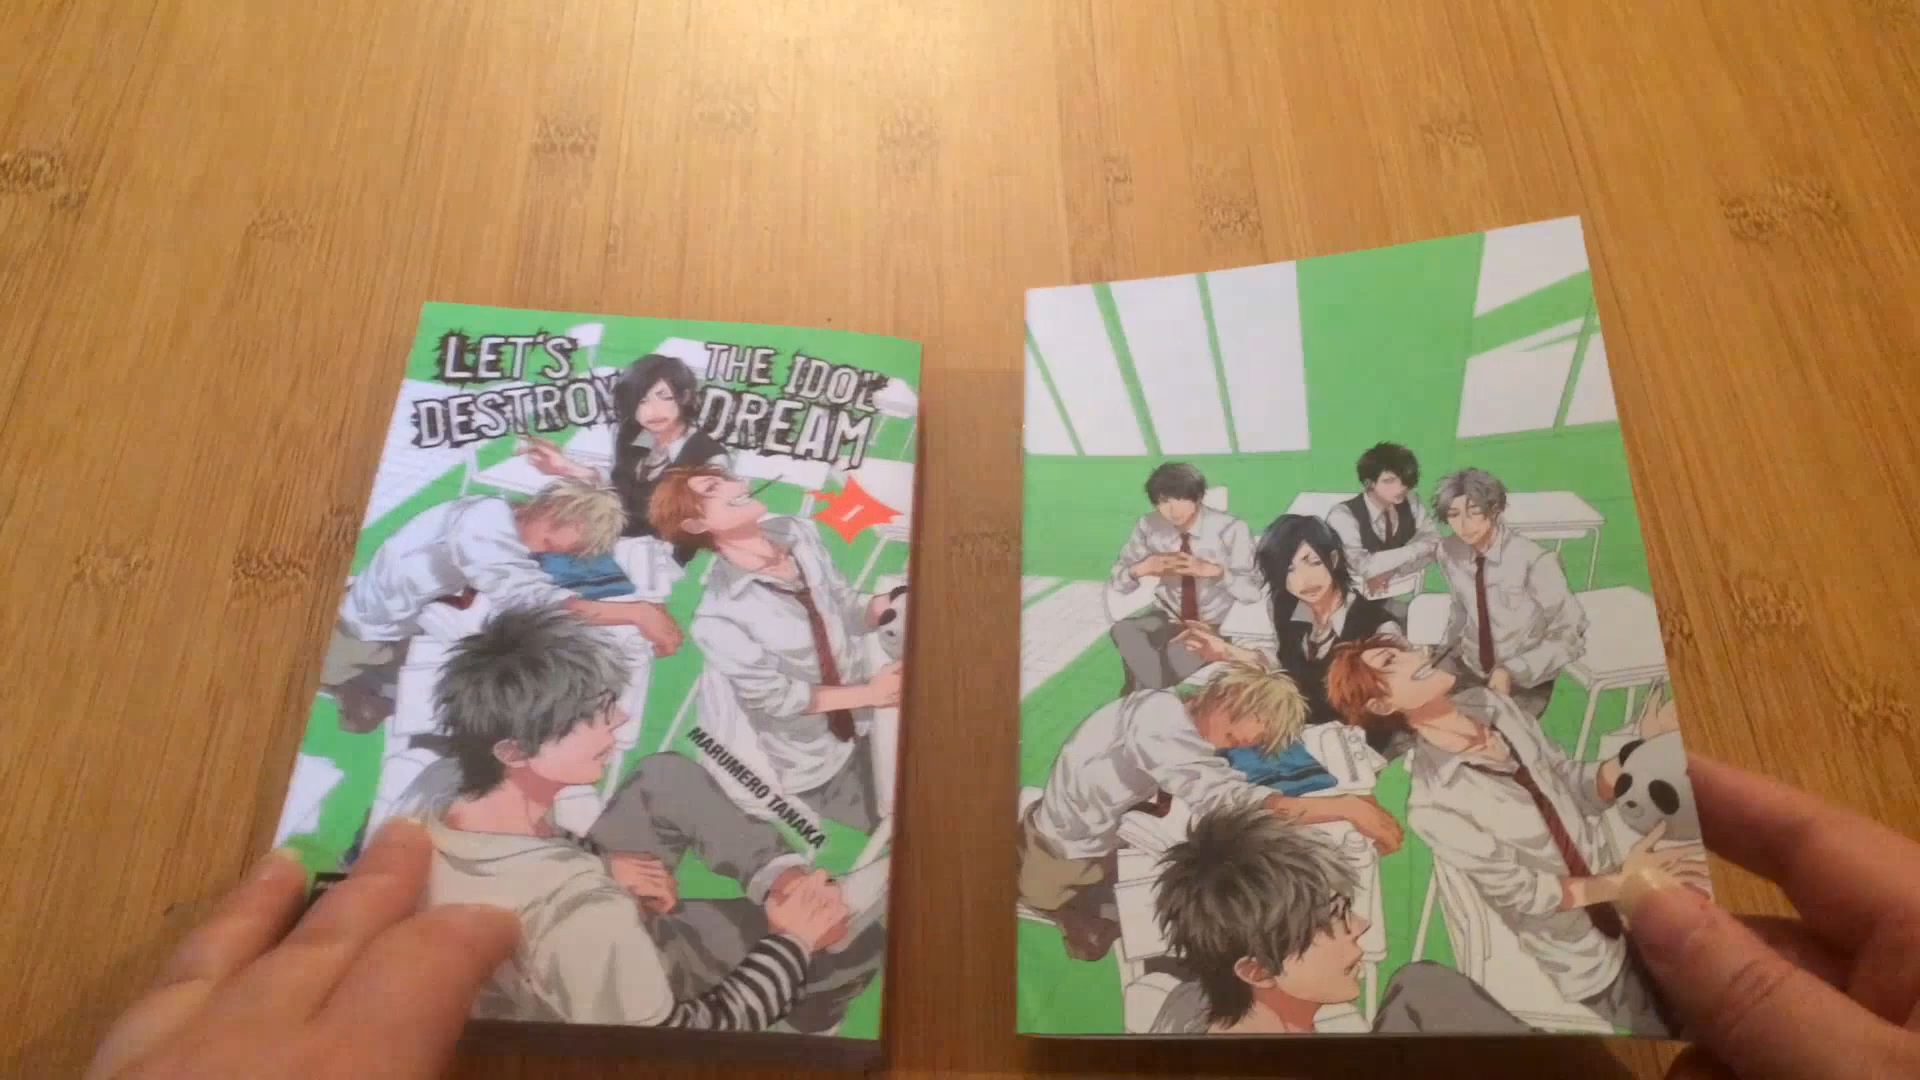 LET'S
DESTROY
THE IDOL
DREAM
1
MARUMERO TANAKA